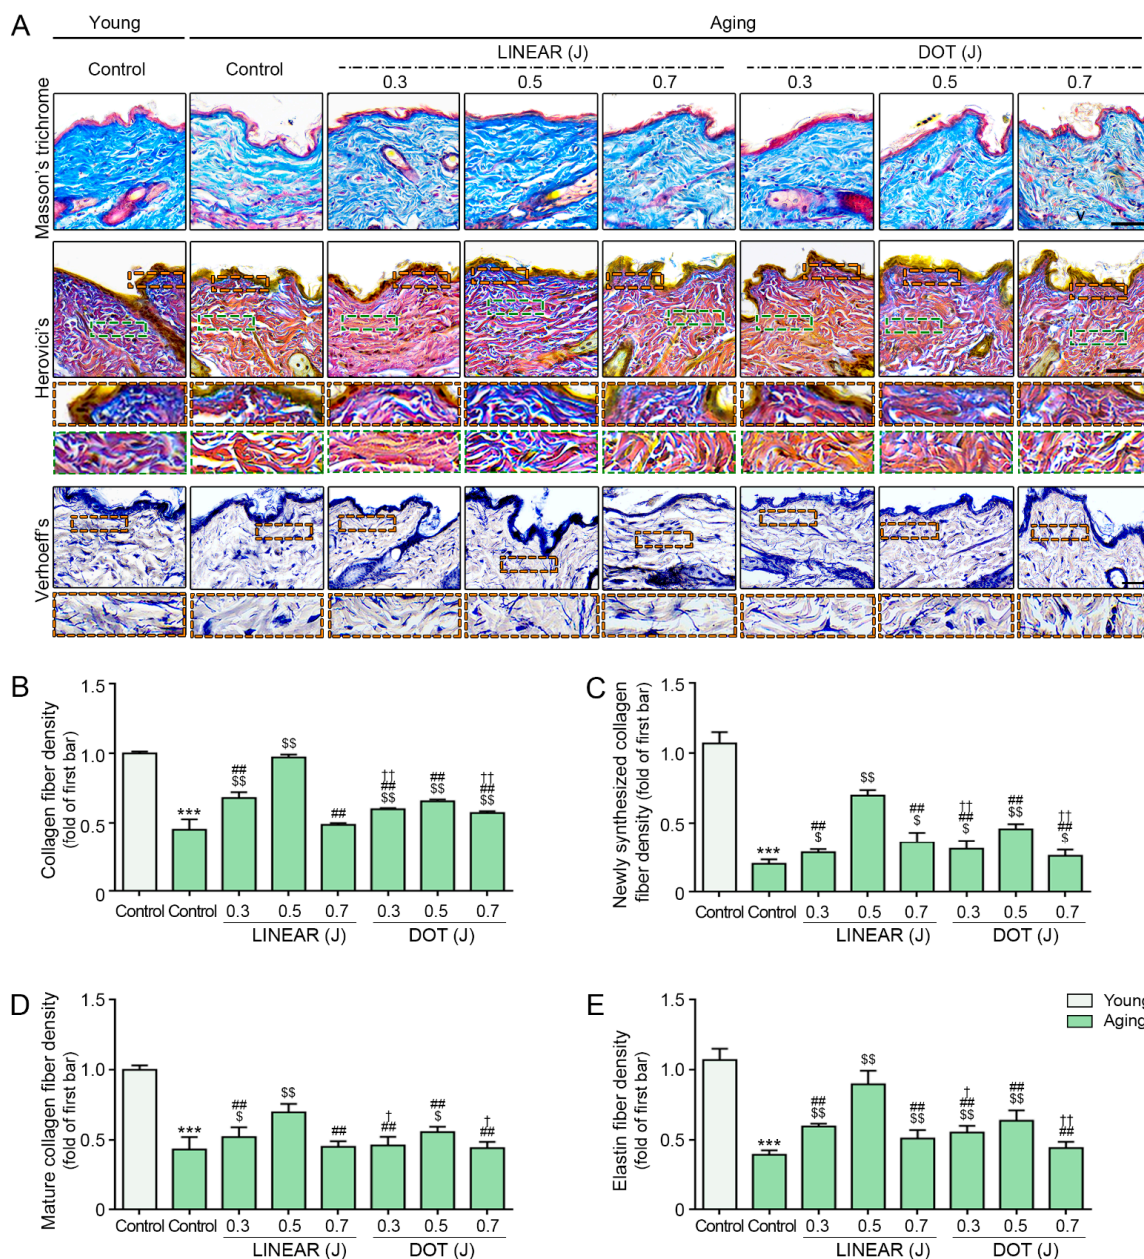 A
Young
Aging
Control
Control
LINEAR (J)
DOT (J)
0.3
0.5
0.7
0.3
0.5
0.7
Masson's trichrome
Herovici's
Verhoeff's
B
Collagen fiber density
(fold of first bar)
1.5
1.0
0.5
0
***
##
$$
$$
##
††
##
$$
##
$$
††
##
$$
Control
Control
0.3
0.5
0.7
0.3
0.5
0.7
LINEAR (J)
DOT (J)
C
Newly synthesized collagen
fiber density (fold of first bar)
1.5
1.0
0.5
0
***
##
$
$$
##
$
††
##
$
##
$$
††
##
$
Control
Control
0.3
0.5
0.7
0.3
0.5
0.7
LINEAR (J)
DOT (J)
D
Mature collagen fiber density
(fold of first bar)
1.5
1.0
0.5
0
***
##
$
$$
##
†
##
##
$
†
##
Control
Control
0.3
0.5
0.7
0.3
0.5
0.7
LINEAR (J)
DOT (J)
E
Elastin fiber density
(fold of first bar)
1.5
1.0
0.5
0
***
##
$$
$$
##
$$
†
##
$$
##
$$
††
##
Control
Control
0.3
0.5
0.7
0.3
0.5
0.7
LINEAR (J)
DOT (J)
Young
Aging